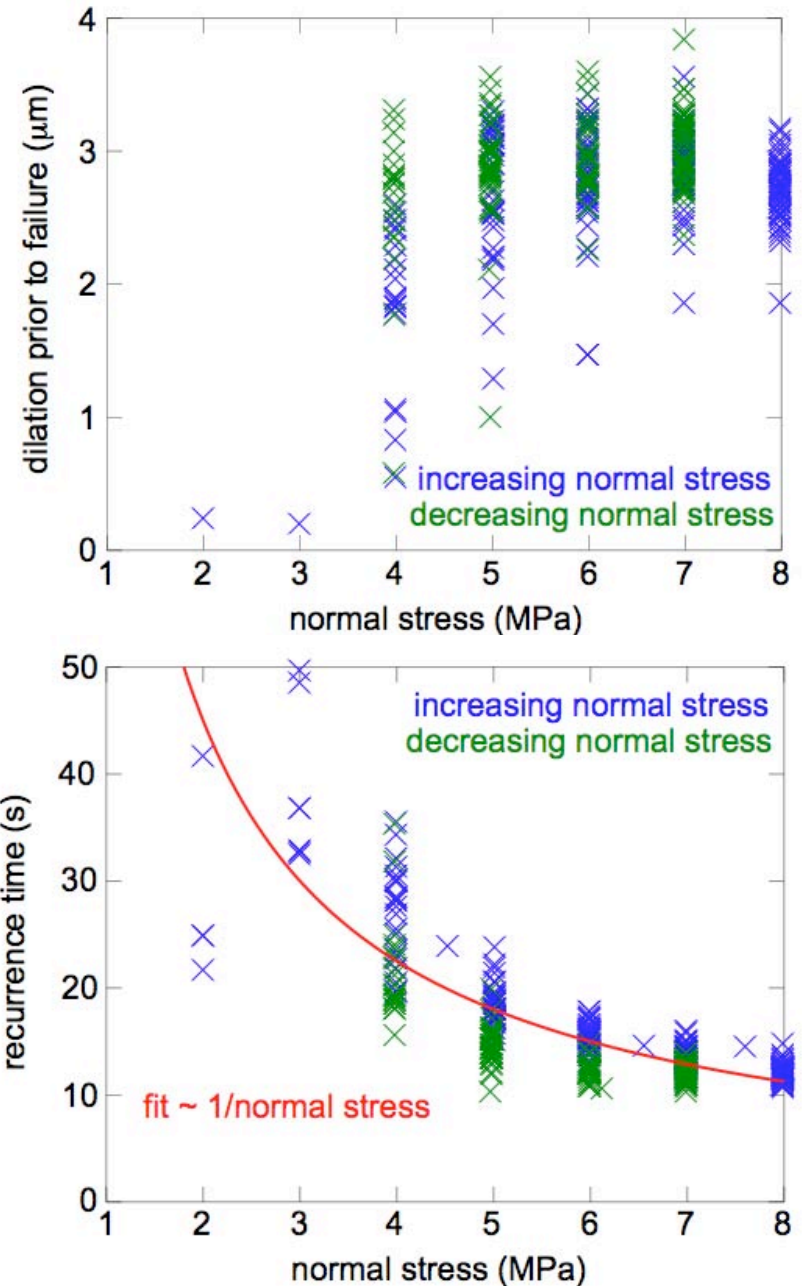 4
3
2
1
0
dilation prior to failure (μm)
increasing normal stress
decreasing normal stress
1 2 3 4 5 6 7 8
normal stress (MPa)
50
40
30
20
10
0
recurrence time (s)
increasing normal stress
decreasing normal stress
fit ~ 1/normal stress
1 2 3 4 5 6 7 8
normal stress (MPa)